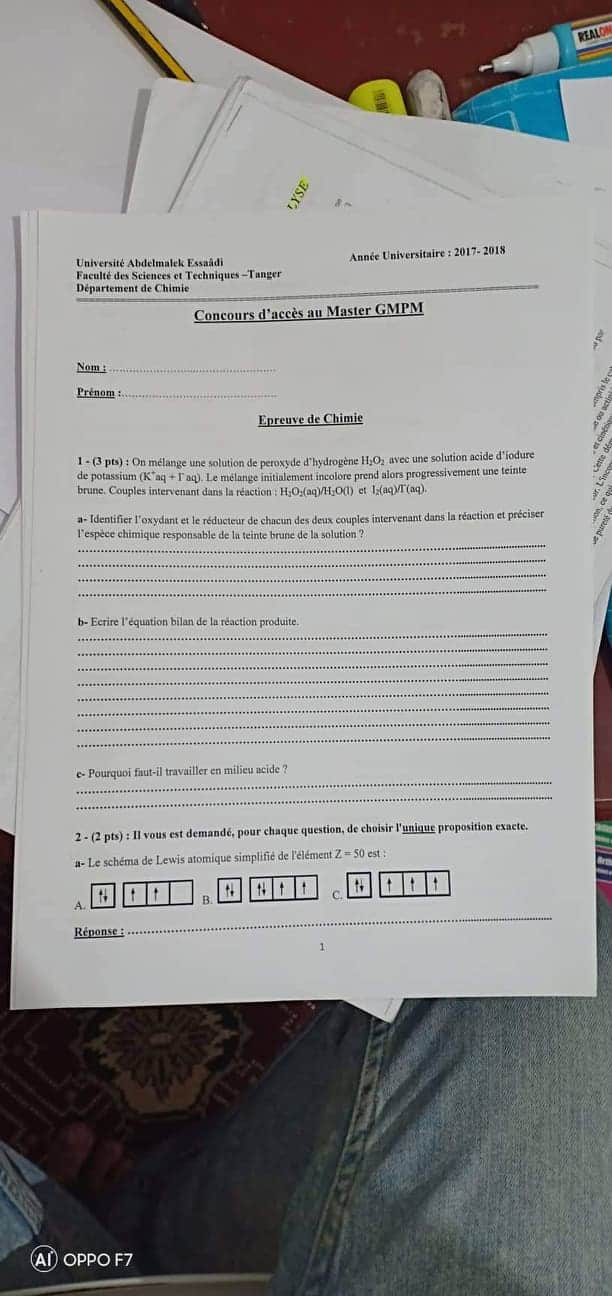 REALON
LYSE
Université Abdelmalek Essaâdi
Année Universitaire : 2017- 2018
Faculté des Sciences et Techniques –Tanger
Département de Chimie
Concours d'accès au Master GMPM
Nom :
Prénom :
Epreuve de Chimie
1 - (3 pts) : On mélange une solution de peroxyde d'hydrogène H₂O₂ avec une solution acide d'iodure
de potassium (K⁺aq + I⁻aq). Le mélange initialement incolore prend alors progressivement une teinte
brune. Couples intervenant dans la réaction : H₂O₂(aq)/H₂O(l) et I₂(aq)/I⁻(aq).
a- Identifier l'oxydant et le réducteur de chacun des deux couples intervenant dans la réaction et préciser
l'espèce chimique responsable de la teinte brune de la solution ?
b- Ecrire l'équation bilan de la réaction produite.
c- Pourquoi faut-il travailler en milieu acide ?
2 - (2 pts) : Il vous est demandé, pour chaque question, de choisir l'unique proposition exacte.
a- Le schéma de Lewis atomique simplifié de l'élément Z = 50 est :
A. B. C.
Réponse :
1
AI OPPO F7